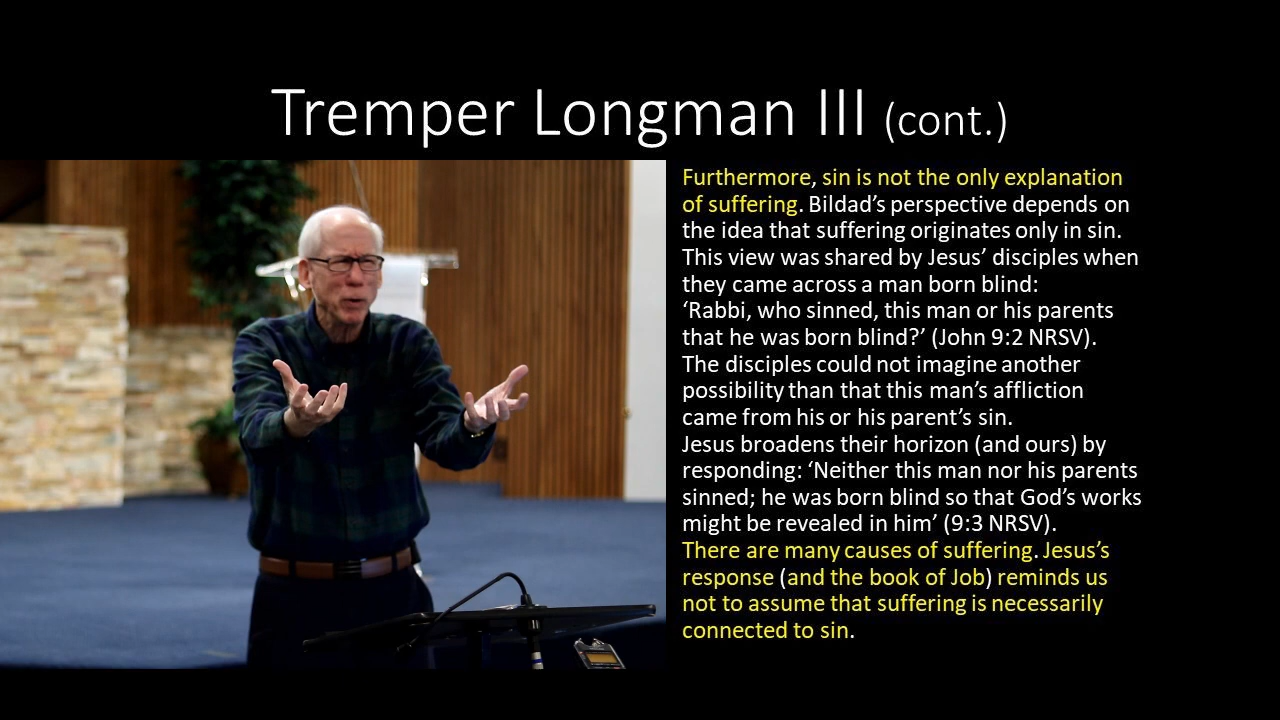 Tremper Longman III (cont.)
Furthermore, sin is not the only explanation
of suffering. Bildad’s perspective depends on
the idea that suffering originates only in sin.
This view was shared by Jesus’ disciples when
they came across a man born blind:
‘Rabbi, who sinned, this man or his parents
that he was born blind?’ (John 9:2 NRSV).
The disciples could not imagine another
possibility than that this man’s affliction
came from his or his parent’s sin.
Jesus broadens their horizon (and ours) by
responding: ‘Neither this man nor his parents
sinned; he was born blind so that God’s works
might be revealed in him’ (9:3 NRSV).
There are many causes of suffering. Jesus’s
response (and the book of Job) reminds us
not to assume that suffering is necessarily
connected to sin.